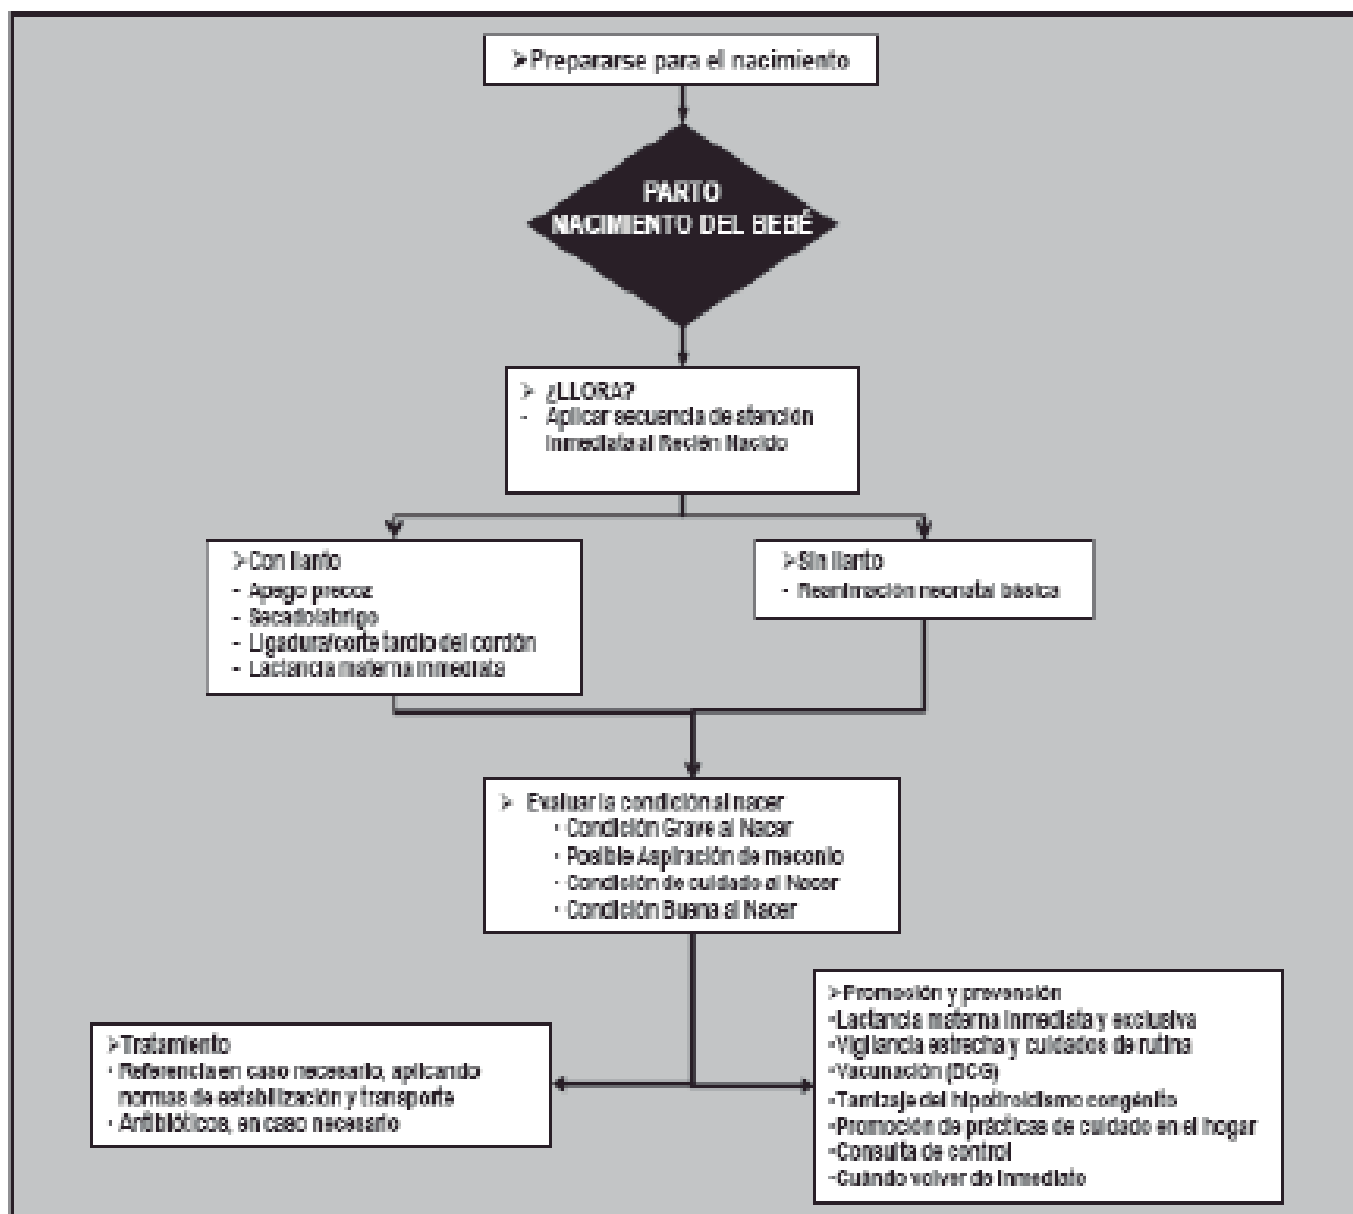 ➢Prepararse para el nacimiento
PARTO
NACIMIENTO DEL BEBÉ
➢ ¿LLORA?
- Aplicar secuencia de atención
inmediata al Recién Nacido
➢Con llanto
- Apego precoz
- Secado/abrigo
- Ligadura/corte tardío del cordón
- Lactancia materna inmediata
➢Sin llanto
- Reanimación neonatal básica
➢ Evaluar la condición al nacer
· Condición Grave al Nacer
· Posible Aspiración de meconio
· Condición de cuidado al Nacer
· Condición Buena al Nacer
➢Tratamiento
· Referencia en caso necesario, aplicando
normas de estabilización y transporte
· Antibióticos, en caso necesario
➢Promoción y prevención
·Lactancia materna inmediata y exclusiva
·Vigilancia estrecha y cuidados de rutina
·Vacunación (BCG)
·Tamizaje del hipotiroidismo congénito
·Promoción de prácticas de cuidado en el hogar
·Consulta de control
·Cuándo volver de inmediato